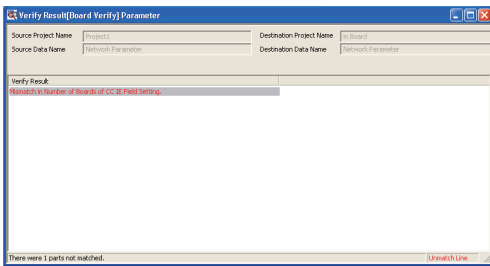 Verify Result[Board Verify] Parameter
Source Project Name Project1 Destination Project Name In Board
Source Data Name Network Parameter Destination Data Name Network Parameter
Verify Result
Mismatch in Number of Boards of CC IE Field Setting.
There were 1 parts not matched. Unmatch Line